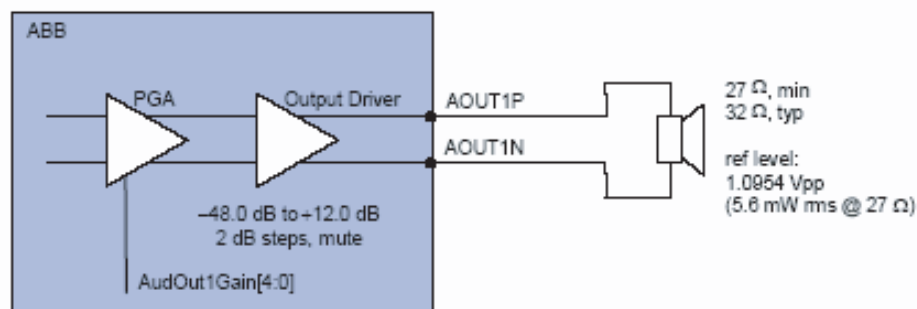 ABB
PGA
Output Driver
AOUT1P
AOUT1N
–48.0 dB to +12.0 dB
2 dB steps, mute
AudOut1Gain[4:0]
27 Ω, min
32 Ω, typ
ref level:
1.0954 Vpp
(5.6 mW rms @ 27 Ω)